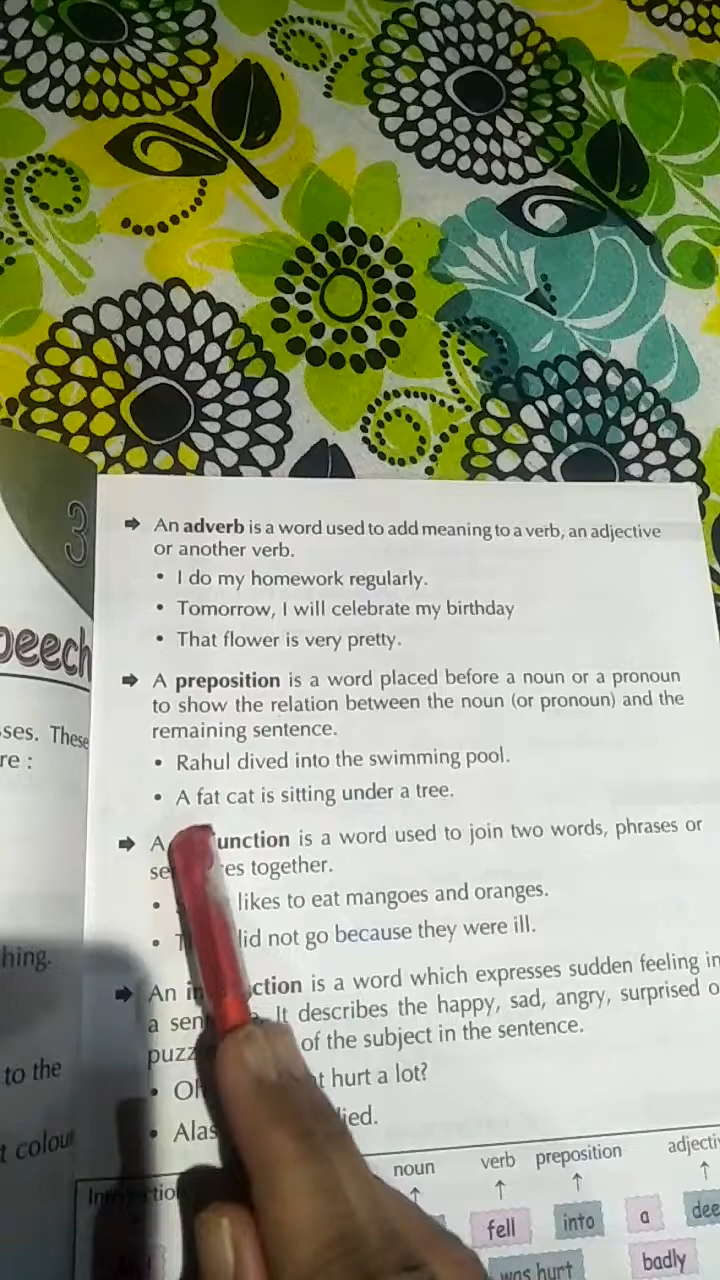 3
peech
ses. These
re :
hing.
to the
t colour
➡ An adverb is a word used to add meaning to a verb, an adjective
or another verb.
• I do my homework regularly.
• Tomorrow, I will celebrate my birthday
• That flower is very pretty.
➡ A preposition is a word placed before a noun or a pronoun
to show the relation between the noun (or pronoun) and the
remaining sentence.
• Rahul dived into the swimming pool.
• A fat cat is sitting under a tree.
➡ A unction is a word used to join two words, phrases or
se es together.
• likes to eat mangoes and oranges.
• did not go because they were ill.
➡ An in ction is a word which expresses sudden feeling in
a sen It describes the happy, sad, angry, surprised o
puzz of the subject in the sentence.
• Oh t hurt a lot?
• Alas ied.
noun verb preposition adjecti
fell into a dee
was hurt badly